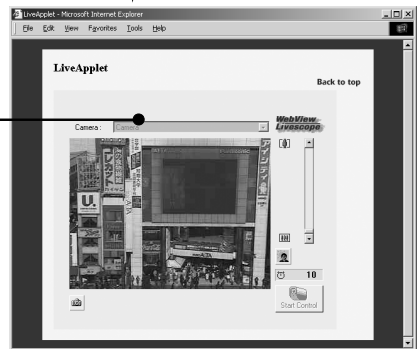 LiveApplet - Microsoft Internet Explorer
File Edit View Favorites Tools Help
LiveApplet
Back to top
Camera : Camera
WebView
Livescope
U.
ALTA
10
Start Control